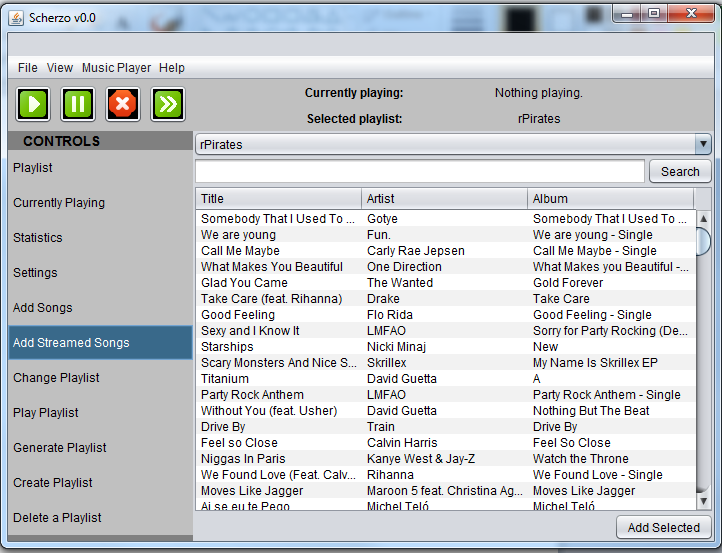 Scherzo v0.0
File View Music Player Help
Currently playing: Nothing playing.
Selected playlist: rPirates
CONTROLS
Playlist
Currently Playing
Statistics
Settings
Add Songs
Add Streamed Songs
Change Playlist
Play Playlist
Generate Playlist
Create Playlist
Delete a Playlist
rPirates
Search
Title Artist Album
Somebody That I Used To ... Gotye Somebody That I Used To ...
We are young Fun. We are young - Single
Call Me Maybe Carly Rae Jepsen Call Me Maybe - Single
What Makes You Beautiful One Direction What Makes you Beautiful -...
Glad You Came The Wanted Gold Forever
Take Care (feat. Rihanna) Drake Take Care
Good Feeling Flo Rida Good Feeling - Single
Sexy and I Know It LMFAO Sorry for Party Rocking (De...
Starships Nicki Minaj New
Scary Monsters And Nice S... Skrillex My Name Is Skrillex EP
Titanium David Guetta A
Party Rock Anthem LMFAO Party Rock Anthem - Single
Without You (feat. Usher) David Guetta Nothing But The Beat
Drive By Train Drive By
Feel so Close Calvin Harris Feel So Close
Niggas In Paris Kanye West & Jay-Z Watch the Throne
We Found Love (Feat. Calv... Rihanna We Found Love - Single
Moves Like Jagger Maroon 5 feat. Christina Ag... Moves Like Jagger
Ai se eu te Pego Michel Teló Michel Teló
Add Selected